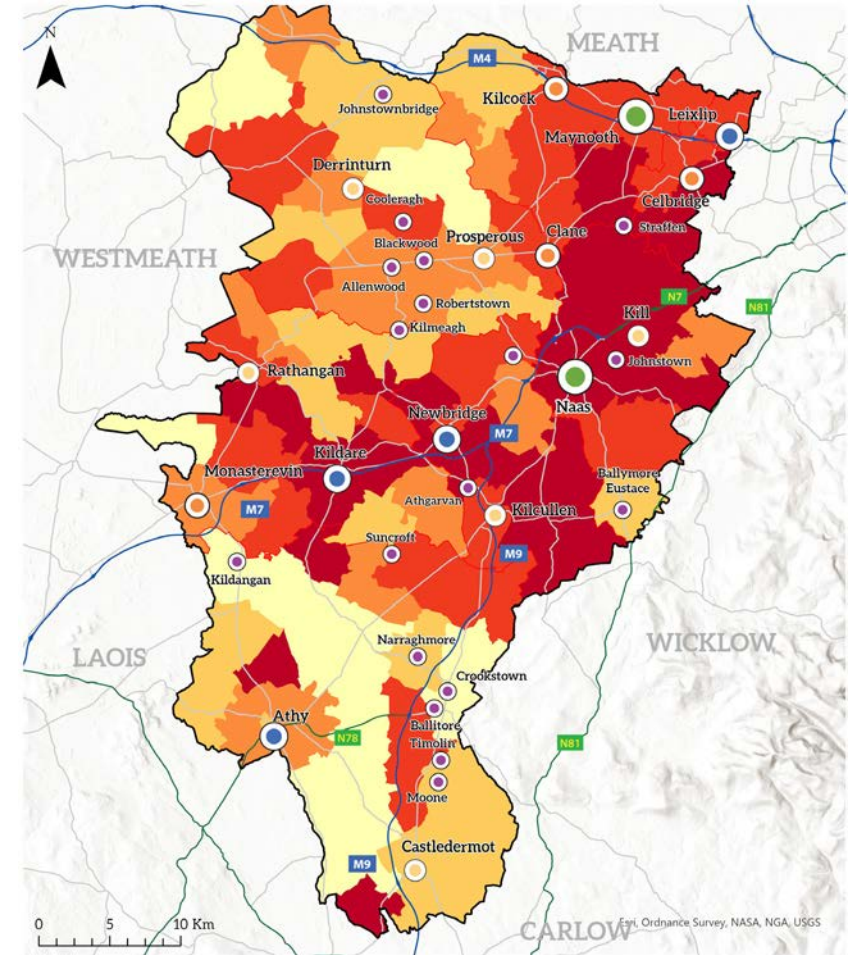 N
MEATH
M4
Johnstownbridge
Kilcock
Leixlip
Maynooth
Derrinturn
Cooleragh
Celbridge
Straffan
Blackwood
Prosperous
Clane
WESTMEATH
Allenwood
N7
N81
Robertstown
Kill
Kilmeagh
Johnstown
Rathangan
Naas
Newbridge
M7
Kildare
Monasterevin
Ballymore
Eustace
Athgarvan
M7
Kilcullen
Suncroft
M9
Kildangan
Narraghmore
WICKLOW
LAOIS
Crookstown
Athy
Ballitore
N78
Timolin
N81
Moone
Castledermot
M9
0 5 10 Km
Esri, Ordnance Survey, NASA, NGA, USGS
CARLOW